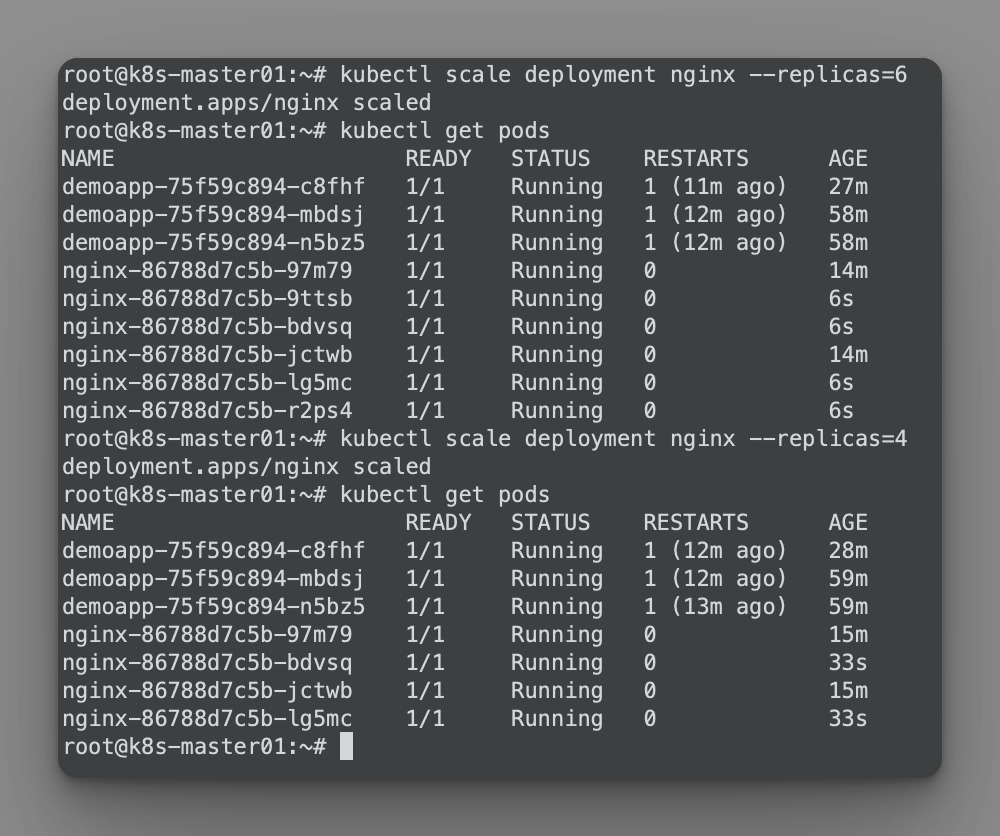 root@k8s-master01:~# kubectl scale deployment nginx --replicas=6
deployment.apps/nginx scaled
root@k8s-master01:~# kubectl get pods
NAME                       READY   STATUS    RESTARTS      AGE
demoapp-75f59c894-c8fhf    1/1     Running   1 (11m ago)   27m
demoapp-75f59c894-mbdsj    1/1     Running   1 (12m ago)   58m
demoapp-75f59c894-n5bz5    1/1     Running   1 (12m ago)   58m
nginx-86788d7c5b-97m79     1/1     Running   0             14m
nginx-86788d7c5b-9ttsb     1/1     Running   0             6s
nginx-86788d7c5b-bdvsq     1/1     Running   0             6s
nginx-86788d7c5b-jctwb     1/1     Running   0             14m
nginx-86788d7c5b-lg5mc     1/1     Running   0             6s
nginx-86788d7c5b-r2ps4     1/1     Running   0             6s
root@k8s-master01:~# kubectl scale deployment nginx --replicas=4
deployment.apps/nginx scaled
root@k8s-master01:~# kubectl get pods
NAME                       READY   STATUS    RESTARTS      AGE
demoapp-75f59c894-c8fhf    1/1     Running   1 (12m ago)   28m
demoapp-75f59c894-mbdsj    1/1     Running   1 (12m ago)   59m
demoapp-75f59c894-n5bz5    1/1     Running   1 (13m ago)   59m
nginx-86788d7c5b-97m79     1/1     Running   0             15m
nginx-86788d7c5b-bdvsq     1/1     Running   0             33s
nginx-86788d7c5b-jctwb     1/1     Running   0             15m
nginx-86788d7c5b-lg5mc     1/1     Running   0             33s
root@k8s-master01:~#